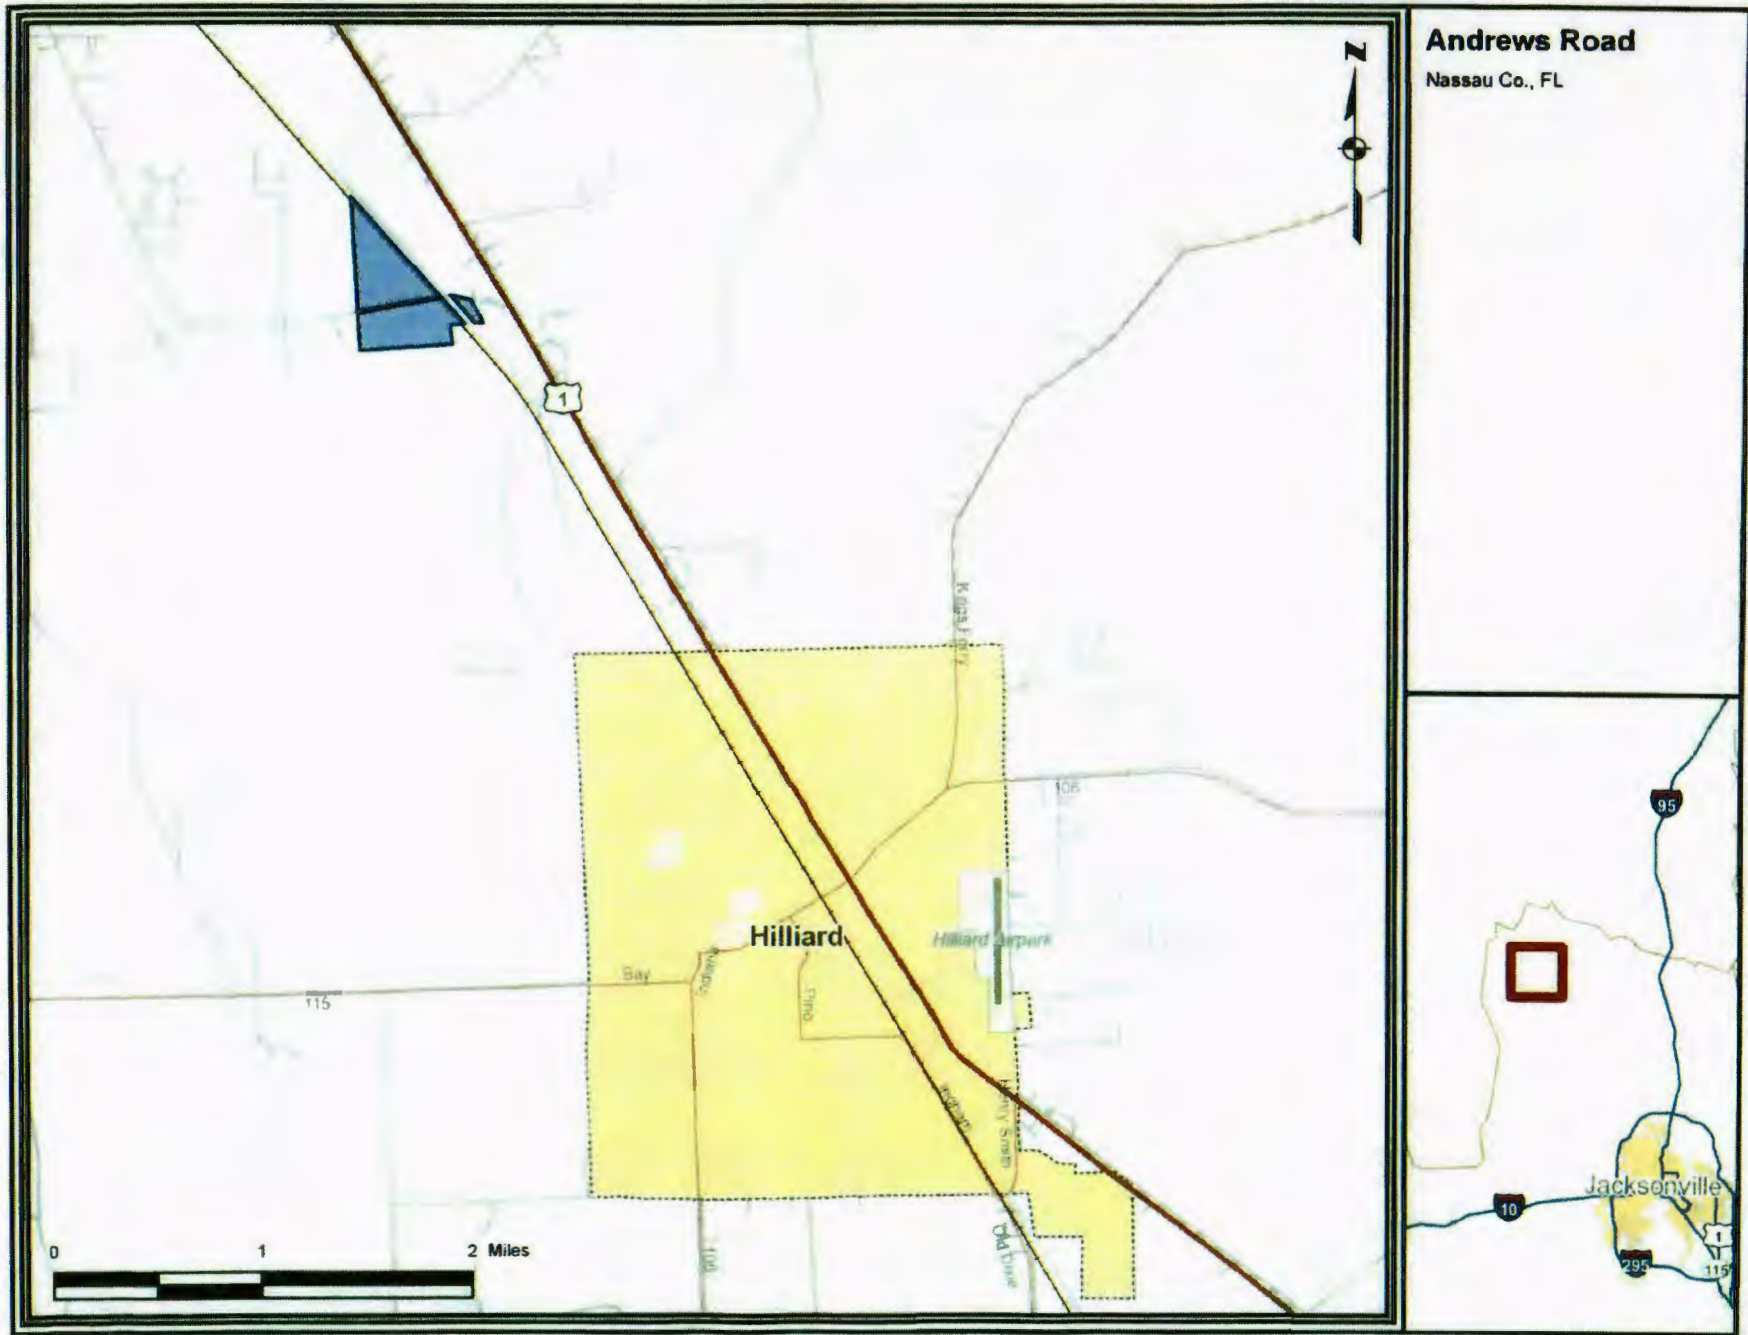 Andrews Road
Nassau Co., FL
N
1
Kings Ferry
108
Hilliard
Hilliard Airpark
Bay
115
Pine
Henry Smith
Old Dixie
108
0 1 2 Miles
95
Jacksonville
10
1
295
115